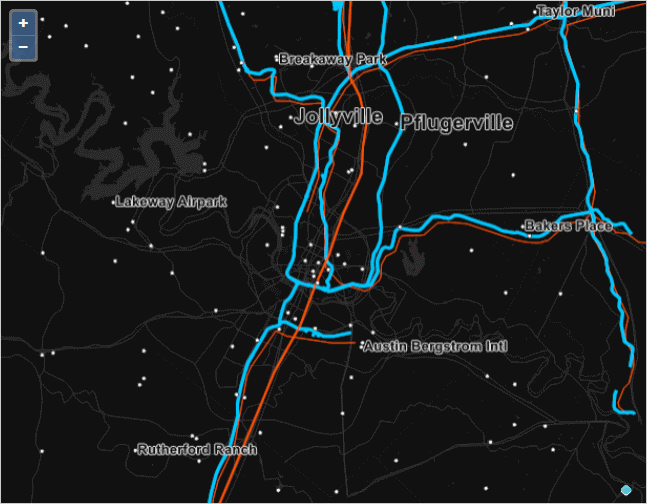 Taylor Muni
+
−
Breakaway Park
Jollyville
Pflugerville
Lakeway Airpark
Bakers Place
Austin Bergstrom Intl
Rutherford Ranch